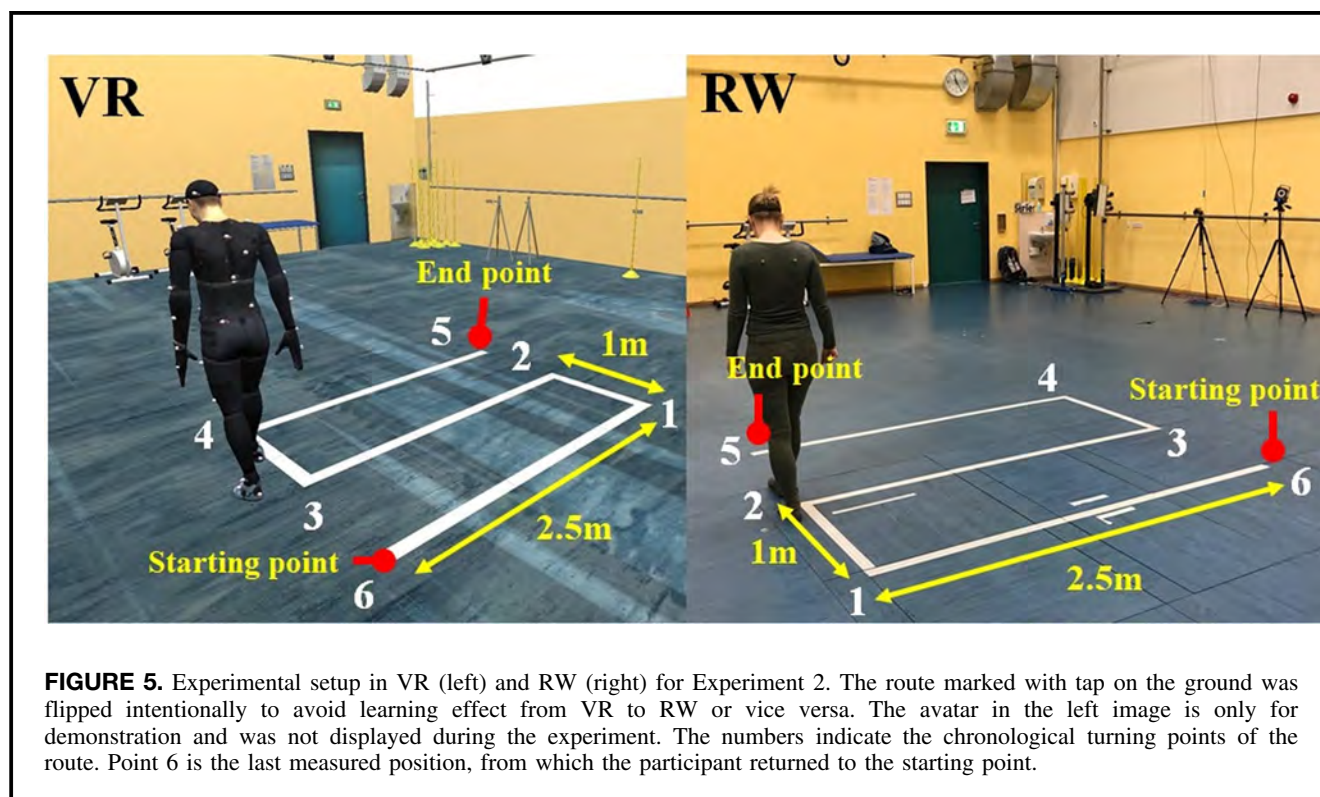 VR
End point
5
2
1m
1
4
3
2.5m
Starting point
6
RW
End point
4
Starting point
5
3
6
2
1m
2.5m
1
FIGURE 5. Experimental setup in VR (left) and RW (right) for Experiment 2. The route marked with tap on the ground was
flipped intentionally to avoid learning effect from VR to RW or vice versa. The avatar in the left image is only for
demonstration and was not displayed during the experiment. The numbers indicate the chronological turning points of the
route. Point 6 is the last measured position, from which the participant returned to the starting point.